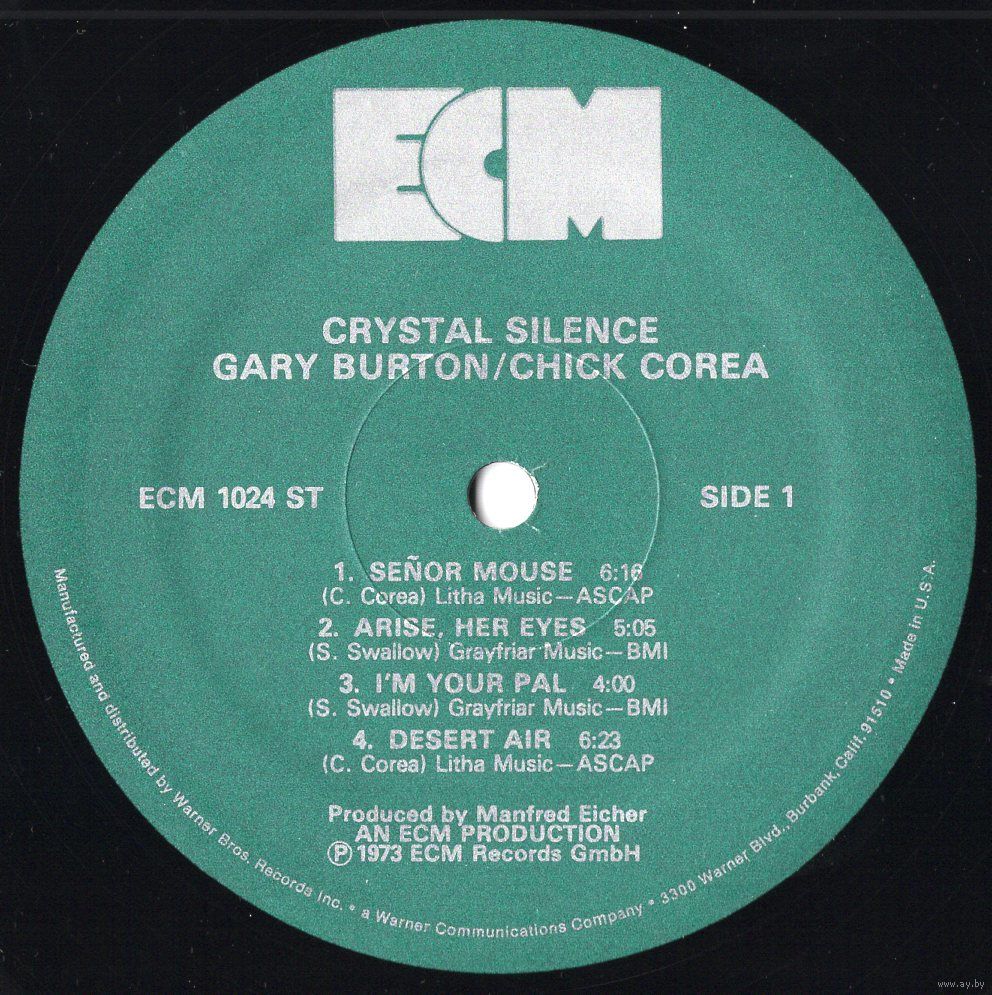 ECM
CRYSTAL SILENCE
GARY BURTON/CHICK COREA
ECM 1024 ST
SIDE 1
1. SEÑOR MOUSE 6:16
(C. Corea) Litha Music—ASCAP
2. ARISE, HER EYES 5:05
(S. Swallow) Grayfriar Music—BMI
3. I'M YOUR PAL 4:00
(S. Swallow) Grayfriar Music—BMI
4. DESERT AIR 6:23
(C. Corea) Litha Music—ASCAP
Produced by Manfred Eicher
AN ECM PRODUCTION
Ⓟ 1973 ECM Records GmbH
Manufactured and distributed by Warner Bros. Records Inc. • a Warner Communications Company • 3300 Warner Blvd., Burbank, Calif. 91510 • Made in U.S.A.
www.ay.by